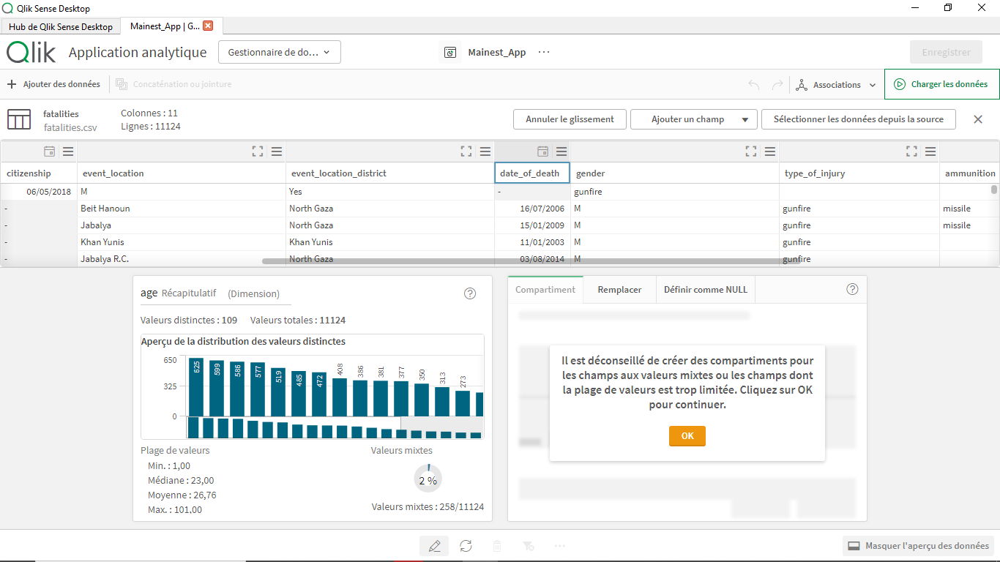 Qlik Sense Desktop
Hub de Qlik Sense Desktop
Mainest_App | G...
Qlik
Application analytique
Gestionnaire de do...
Mainest_App
Enregistrer
Ajouter des données
Concaténation ou jointure
Associations
Charger les données
fatalities
fatalities.csv
Colonnes : 11
Lignes : 11124
Annuler le glissement
Ajouter un champ
Sélectionner les données depuis la source
citizenship event_location event_location_district date_of_death gender type_of_injury ammunition
06/05/2018 M Yes - gunfire
- Beit Hanoun North Gaza 16/07/2006 M gunfire missile
- Jabalya North Gaza 15/01/2009 M gunfire missile
- Khan Yunis Khan Yunis 11/01/2003 M gunfire
- Jabalya R.C. North Gaza 03/08/2014 M gunfire
age Récapitulatif (Dimension)
Valeurs distinctes : 109 Valeurs totales : 11124
Aperçu de la distribution des valeurs distinctes
650
325
0
625 599 586 577 519 485 472 408 386 381 377 350 313 273
Plage de valeurs
Min. : 1,00
Médiane : 23,00
Moyenne : 26,76
Max. : 101,00
Valeurs mixtes
2 %
Valeurs mixtes : 258/11124
Compartiment
Remplacer
Définir comme NULL
Il est déconseillé de créer des compartiments pour
les champs aux valeurs mixtes ou les champs dont
la plage de valeurs est trop limitée. Cliquez sur OK
pour continuer.
OK
Masquer l'aperçu des données